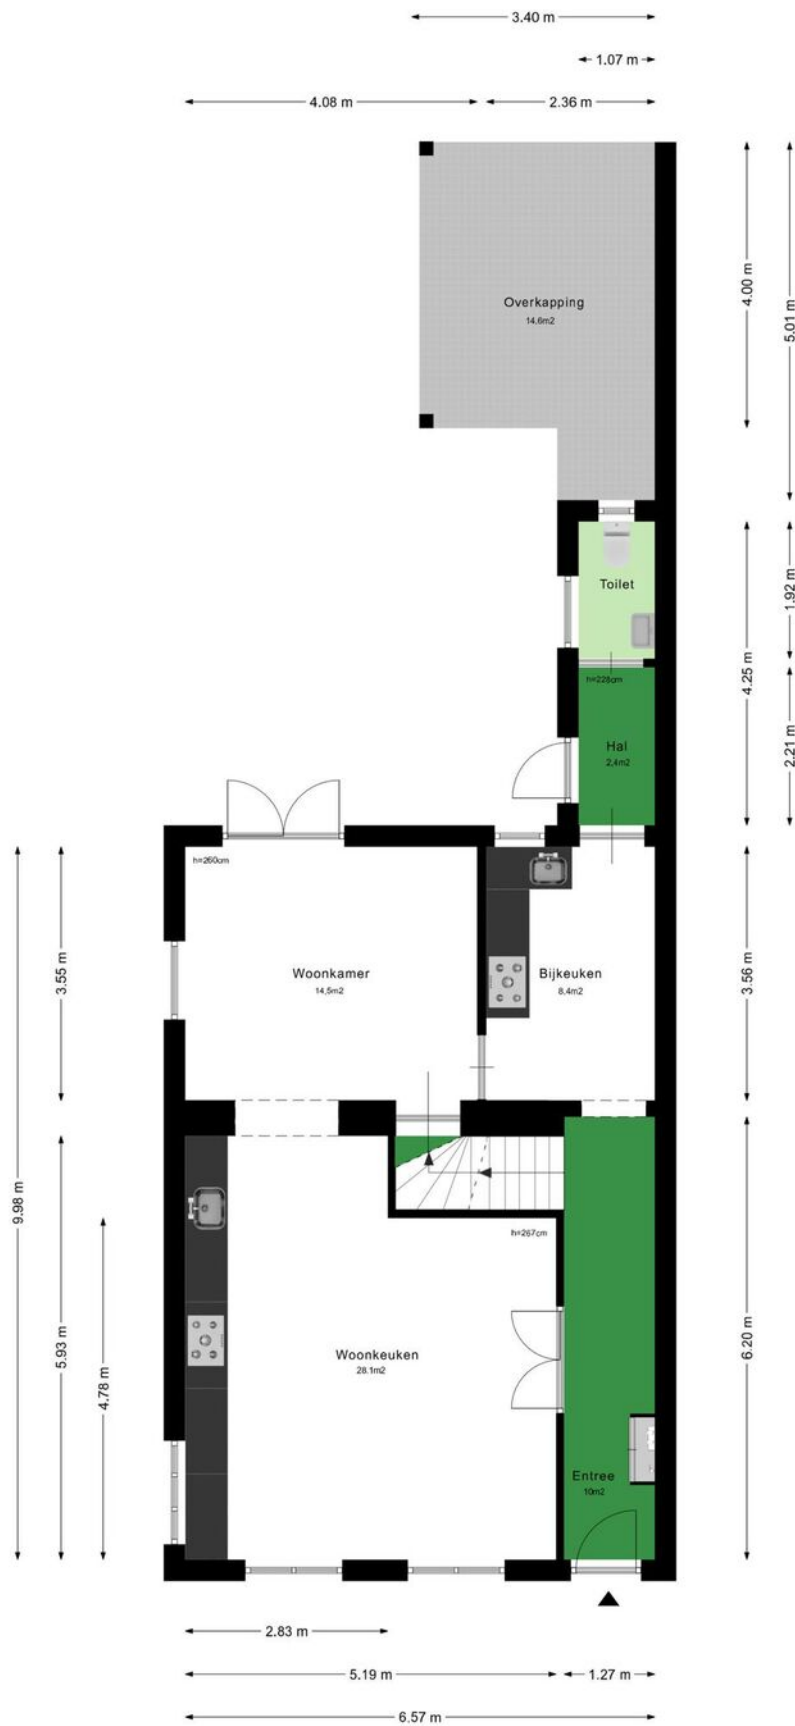 3.40 m
1.07 m
4.08 m
2.36 m
Overkapping
14.6m2
4.00 m
5.01 m
Toilet
1.92 m
4.25 m
h=228cm
Hal
2,4m2
2.21 m
h=260cm
Woonkamer
14,5m2
Bijkeuken
8,4m2
3.55 m
3.56 m
9.98 m
h=267cm
Woonkeuken
28.1m2
5.93 m
4.78 m
6.20 m
Entree
10m2
2.83 m
5.19 m
1.27 m
6.57 m